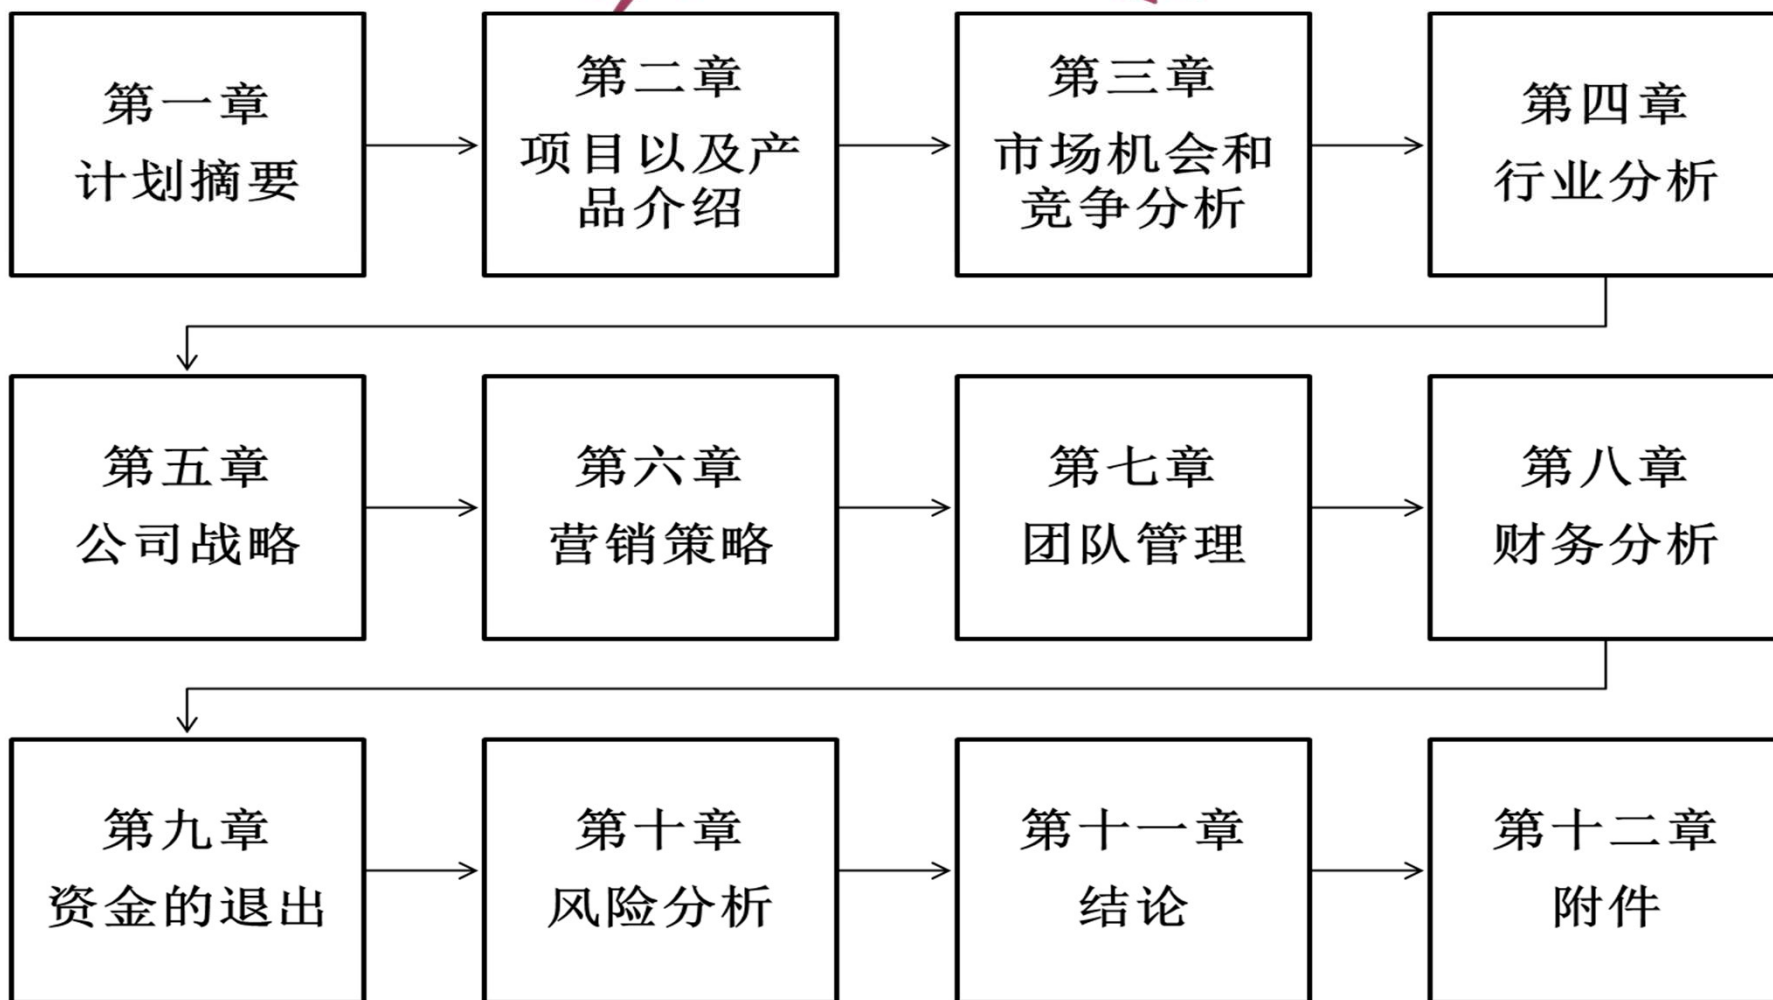 第一章
计划摘要
第二章
项目以及产
品介绍
第三章
市场机会和
竞争分析
第四章
行业分析
第五章
公司战略
第六章
营销策略
第七章
团队管理
第八章
财务分析
第九章
资金的退出
第十章
风险分析
第十一章
结论
第十二章
附件